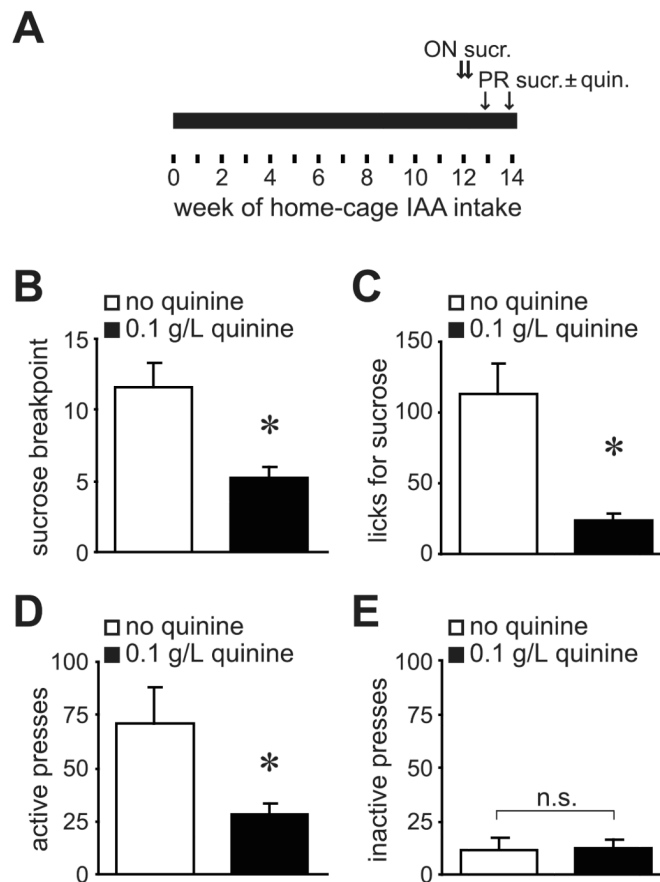 A
ON sucr.
PR sucr.± quin.
0 2 4 6 8 10 12 14
week of home-cage IAA intake
B
no quinine
0.1 g/L quinine
sucrose breakpoint
15
10
5
0
*
C
no quinine
0.1 g/L quinine
licks for sucrose
150
100
50
0
*
D
no quinine
0.1 g/L quinine
active presses
100
75
50
25
0
*
E
no quinine
0.1 g/L quinine
inactive presses
100
75
50
25
0
n.s.